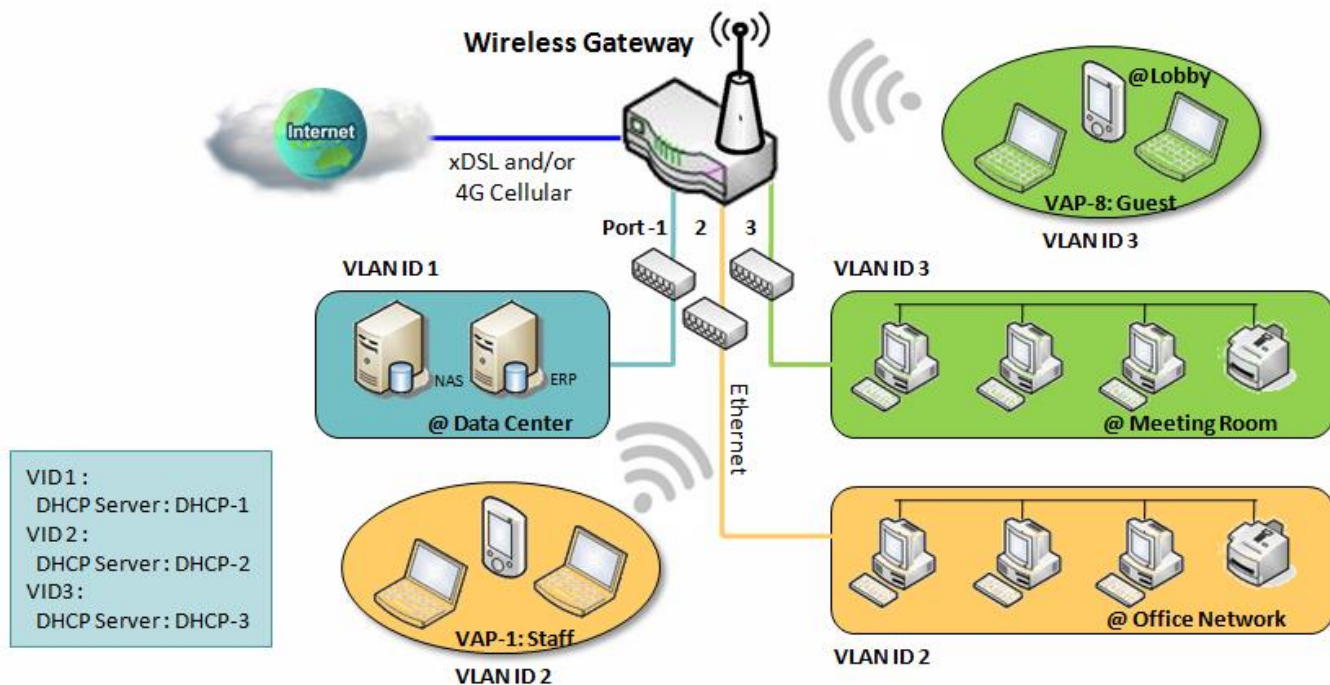 Wireless Gateway
Internet
xDSL and/or
4G Cellular
@Lobby
VAP-8: Guest
VLAN ID 3
Port -1 2 3
VLAN ID 1
NAS ERP
@ Data Center
VLAN ID 3
@ Meeting Room
Ethernet
VID1 :
DHCP Server : DHCP-1
VID2 :
DHCP Server : DHCP-2
VID3:
DHCP Server : DHCP-3
VAP-1: Staff
VLAN ID 2
@ Office Network
VLAN ID 2